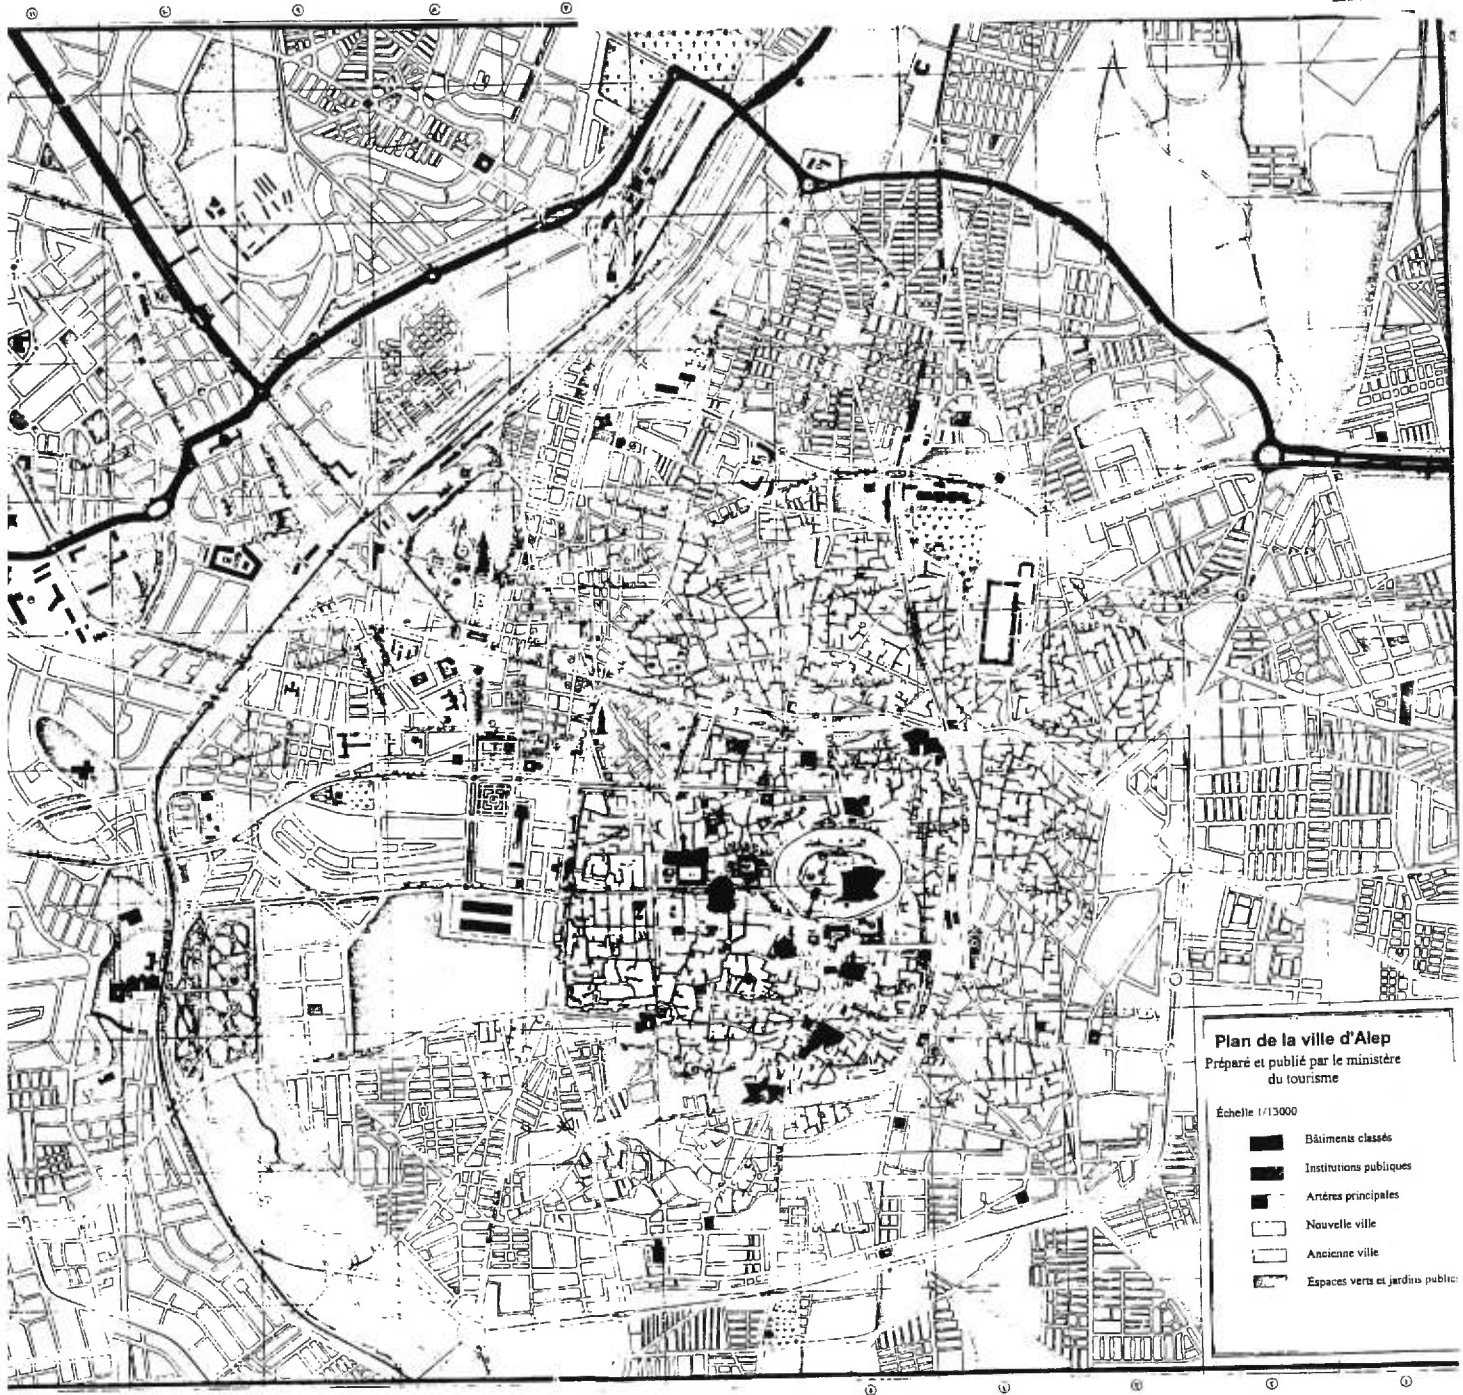 Plan de la ville d'Alep
Préparé et publié par le ministère
du tourisme
Échelle 1/13000
Bâtiments classés
Institutions publiques
Artères principales
Nouvelle ville
Ancienne ville
Espaces verts et jardins public